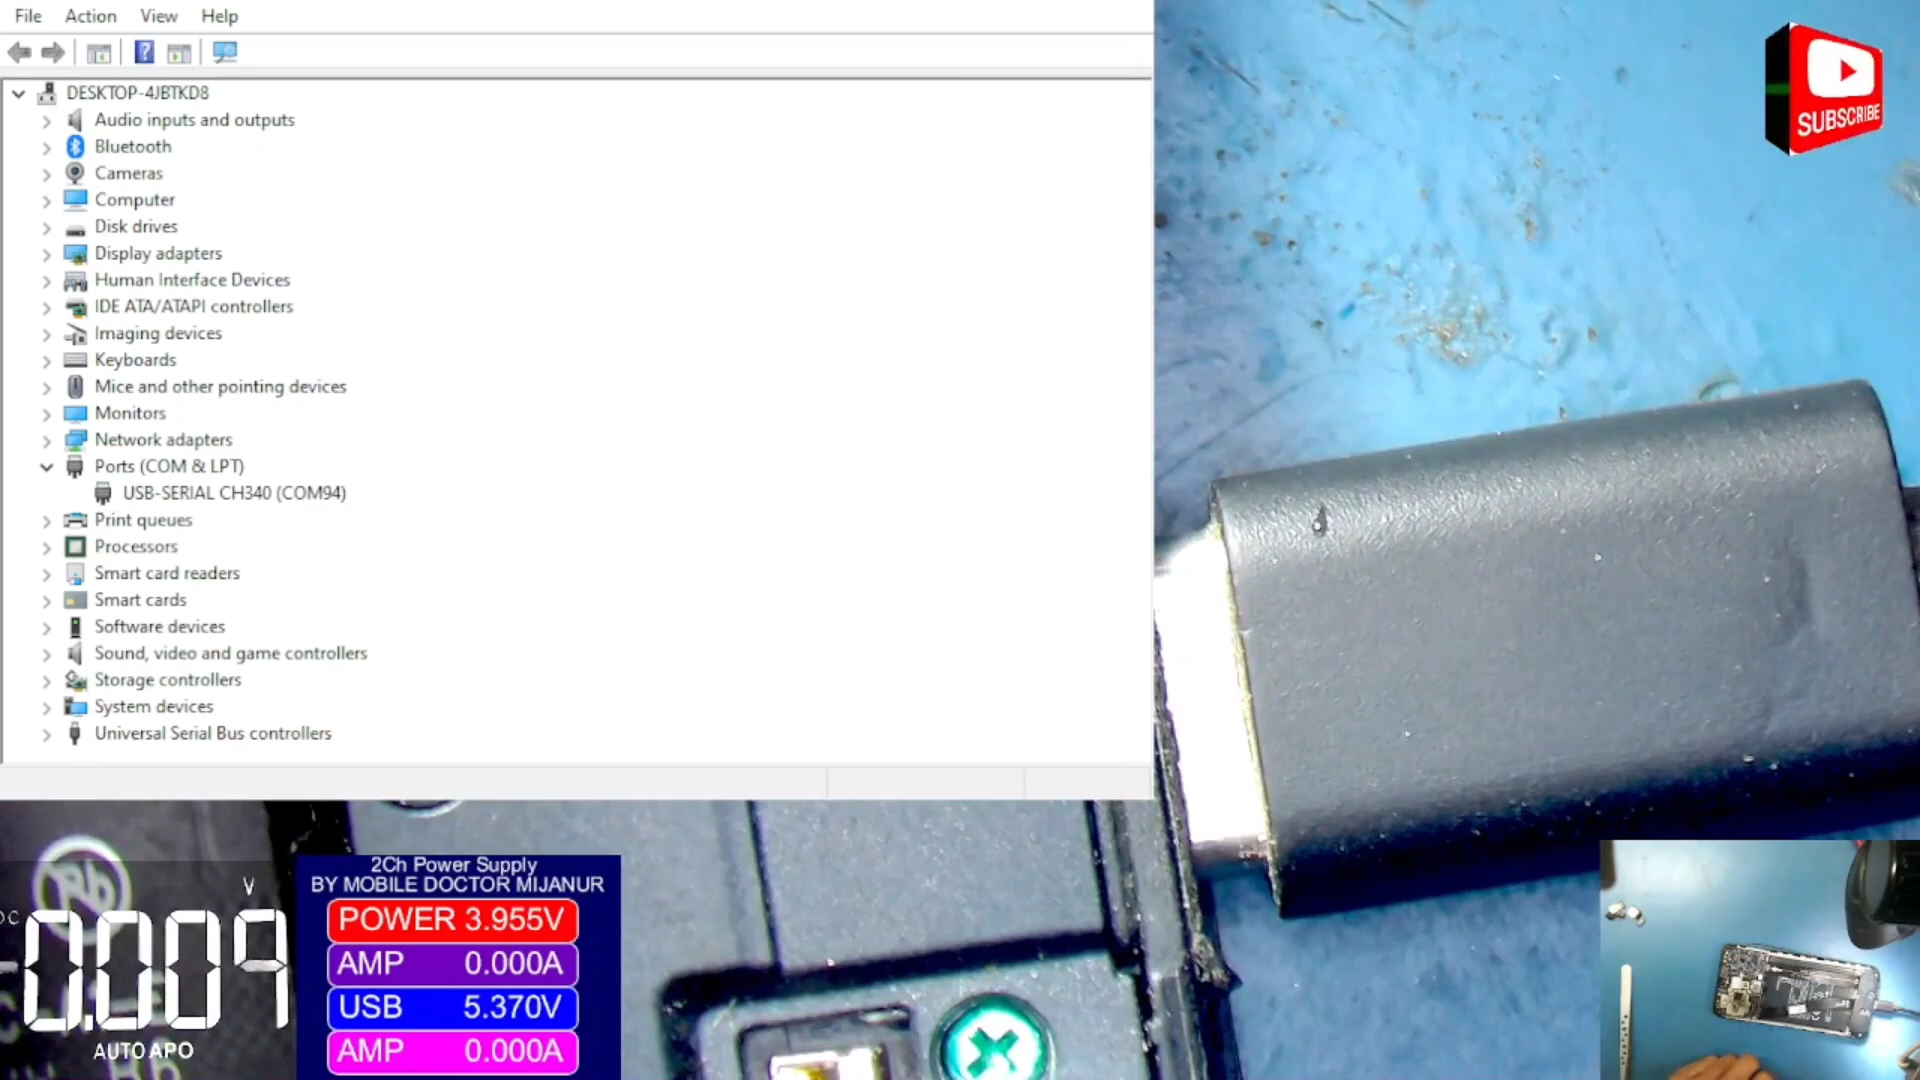 File Action View Help
DESKTOP-4JBTKD8
Audio inputs and outputs
Bluetooth
Cameras
Computer
Disk drives
Display adapters
Human Interface Devices
IDE ATA/ATAPI controllers
Imaging devices
Keyboards
Mice and other pointing devices
Monitors
Network adapters
Ports (COM & LPT)
USB-SERIAL CH340 (COM94)
Print queues
Processors
Smart card readers
Smart cards
Software devices
Sound, video and game controllers
Storage controllers
System devices
Universal Serial Bus controllers
SUBSCRIBE
V
-0.009
AUTO APO
2Ch Power Supply
BY MOBILE DOCTOR MIJANUR
POWER 3.955V
AMP 0.000A
USB 5.370V
AMP 0.000A